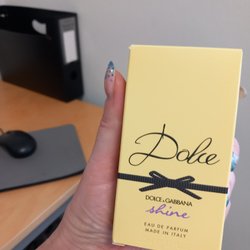 Dolce
DOLCE & GABBANA
shine
EAU DE PARFUM
MADE IN ITALY